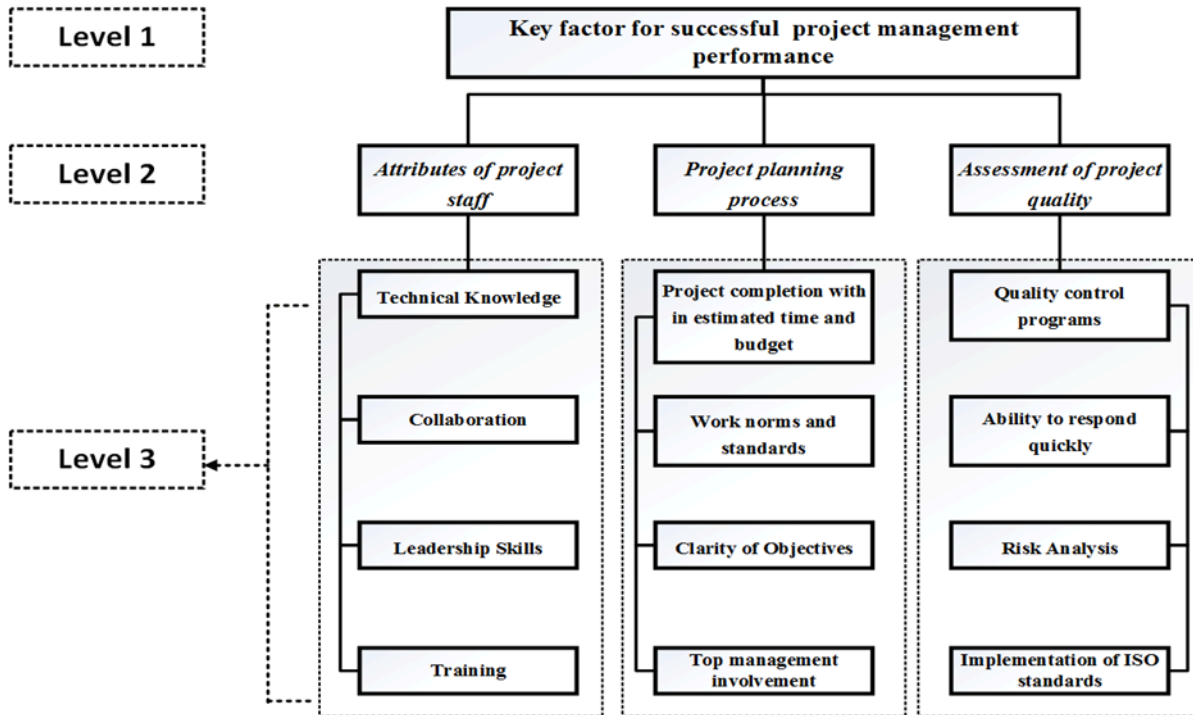 Level 1
Key factor for successful project management
performance
Level 2
Attributes of project
staff
Project planning
process
Assessment of project
quality
Level 3
Technical Knowledge
Collaboration
Leadership Skills
Training
Project completion with
in estimated time and
budget
Work norms and
standards
Clarity of Objectives
Top management
involvement
Quality control
programs
Ability to respond
quickly
Risk Analysis
Implementation of ISO
standards